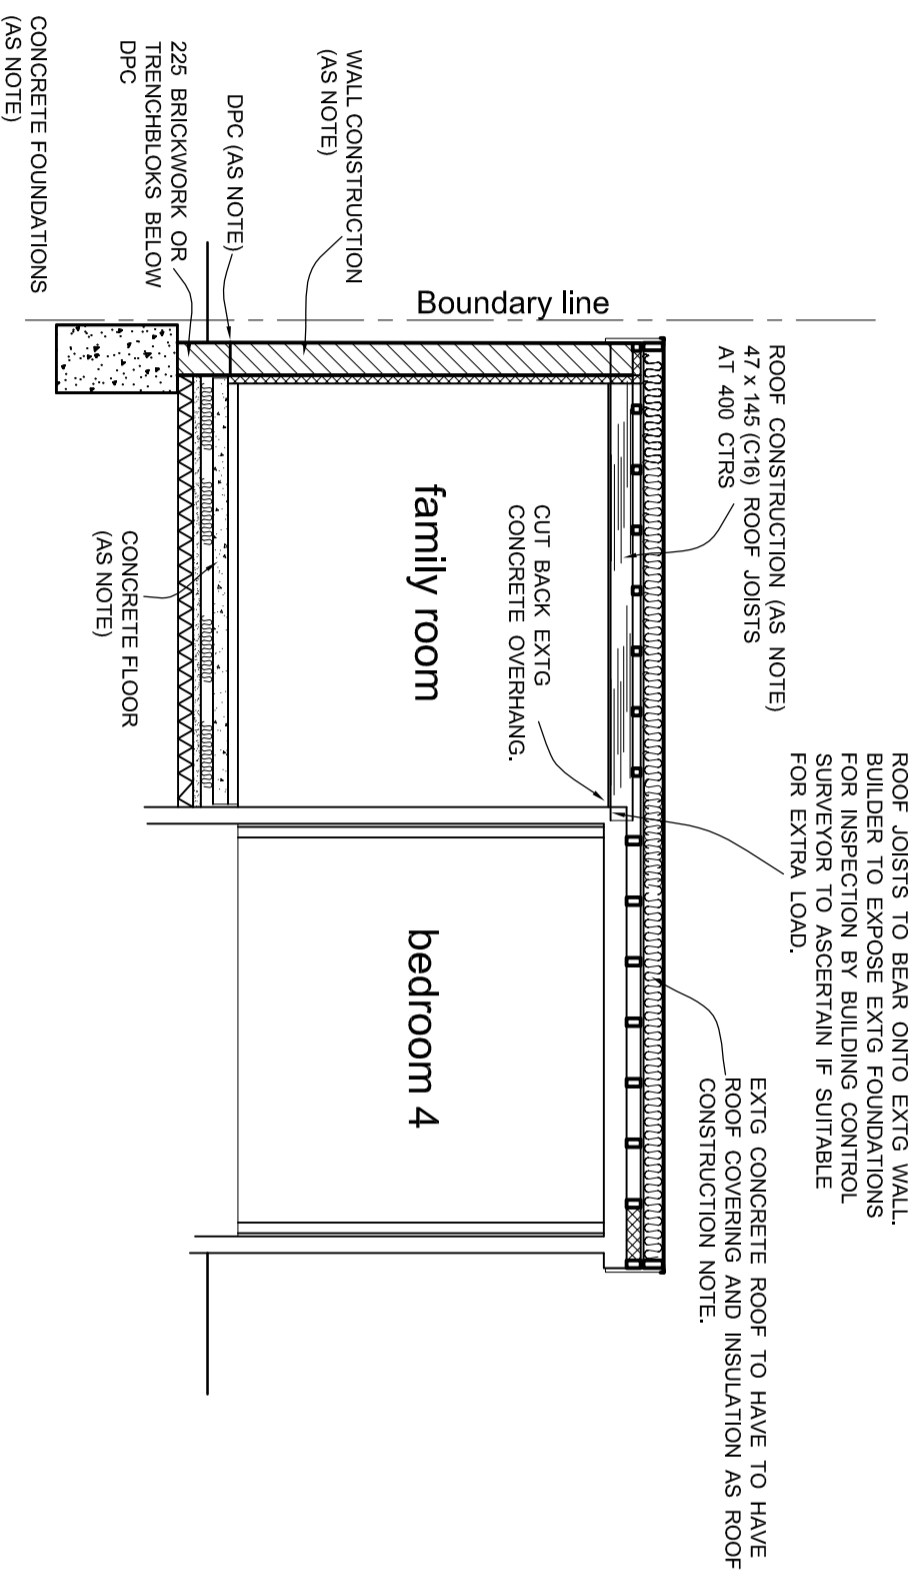 ROOF JOISTS TO BEAR ONTO EXTG WALL.
BUILDER TO EXPOSE EXTG FOUNDATIONS
FOR INSPECTION BY BUILDING CONTROL
SURVEYOR TO ASCERTAIN IF SUITABLE
FOR EXTRA LOAD.
ROOF CONSTRUCTION (AS NOTE)
47 x 145 (C16) ROOF JOISTS
AT 400 CTRS
EXTG CONCRETE ROOF TO HAVE TO HAVE
ROOF COVERING AND INSULATION AS ROOF
CONSTRUCTION NOTE.
Boundary line
CUT BACK EXTG
CONCRETE OVERHANG.
family room
bedroom 4
WALL CONSTRUCTION
(AS NOTE)
DPC (AS NOTE)
225 BRICKWORK OR
TRENCHBLOKS BELOW
DPC
CONCRETE FLOOR
(AS NOTE)
CONCRETE FOUNDATIONS
(AS NOTE)